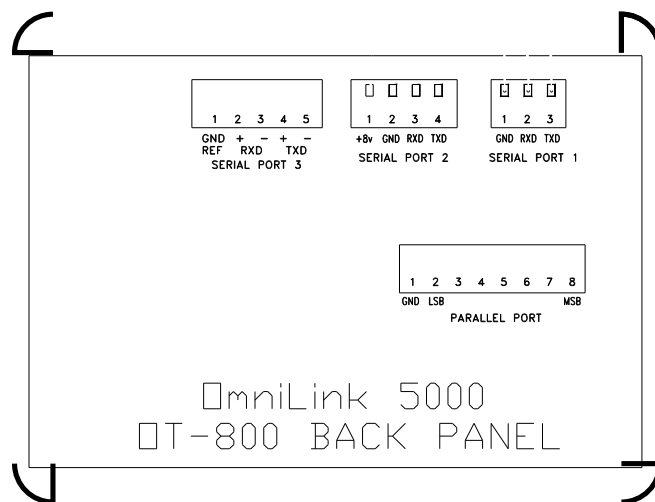 1 2 3 4 5
GND + – + –
REF RXD TXD
SERIAL PORT 3
1 2 3 4
+8v GND RXD TXD
SERIAL PORT 2
1 2 3
GND RXD TXD
SERIAL PORT 1
1 2 3 4 5 6 7 8
GND LSB MSB
PARALLEL PORT
OmniLink 5000
OT-800 BACK PANEL